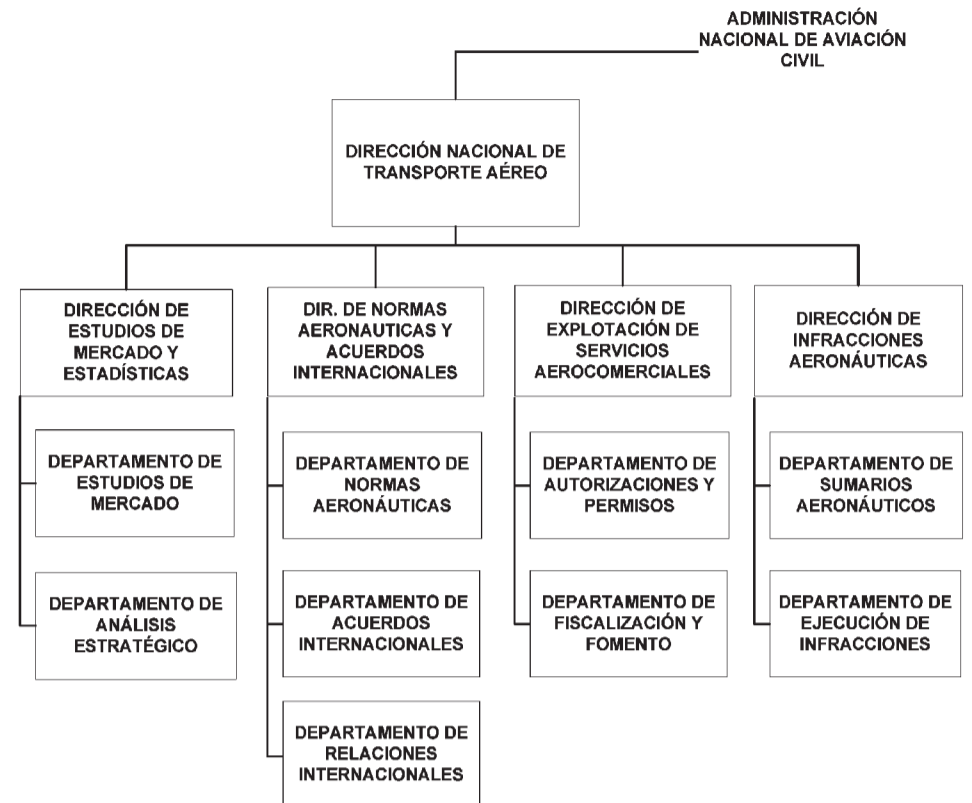 ADMINISTRACIÓN
NACIONAL DE AVIACIÓN
CIVIL
DIRECCIÓN NACIONAL DE
TRANSPORTE AÉREO
DIRECCIÓN DE
ESTUDIOS DE
MERCADO Y
ESTADÍSTICAS
DIR. DE NORMAS
AERONAUTICAS Y
ACUERDOS
INTERNACIONALES
DIRECCIÓN DE
EXPLOTACIÓN DE
SERVICIOS
AEROCOMERCIALES
DIRECCIÓN DE
INFRACCIONES
AERONÁUTICAS
DEPARTAMENTO DE
ESTUDIOS DE
MERCADO
DEPARTAMENTO DE
NORMAS
AERONÁUTICAS
DEPARTAMENTO DE
AUTORIZACIONES Y
PERMISOS
DEPARTAMENTO DE
SUMARIOS
AERONÁUTICOS
DEPARTAMENTO DE
ANÁLISIS
ESTRATÉGICO
DEPARTAMENTO DE
ACUERDOS
INTERNACIONALES
DEPARTAMENTO DE
FISCALIZACIÓN Y
FOMENTO
DEPARTAMENTO DE
EJECUCIÓN DE
INFRACCIONES
DEPARTAMENTO DE
RELACIONES
INTERNACIONALES